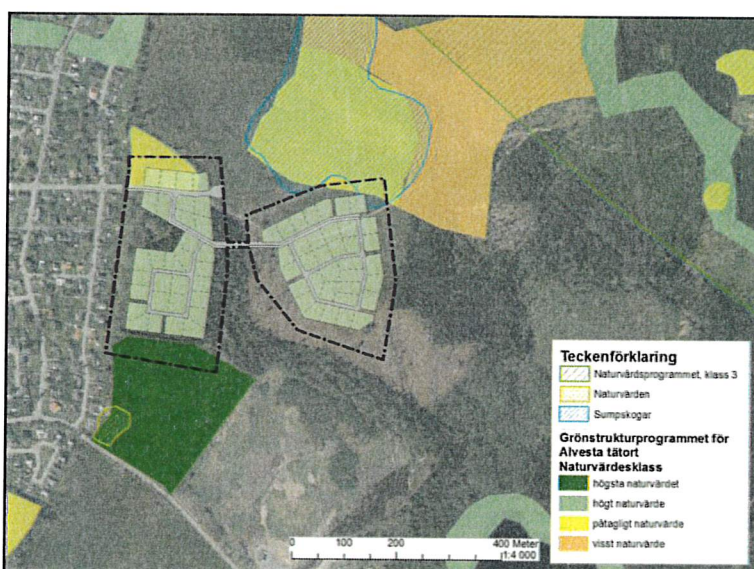 Teckenförklaring
Naturvårdsprogrammet, klass 3
Naturvärden
Sumpskogar
Grönstrukturprogrammet för
Alvesta tätort
Naturvärdesklass
högsta naturvärdet
högt naturvärde
påtagligt naturvärde
visst naturvärde
0 100 200 400 Meter
1:4 000